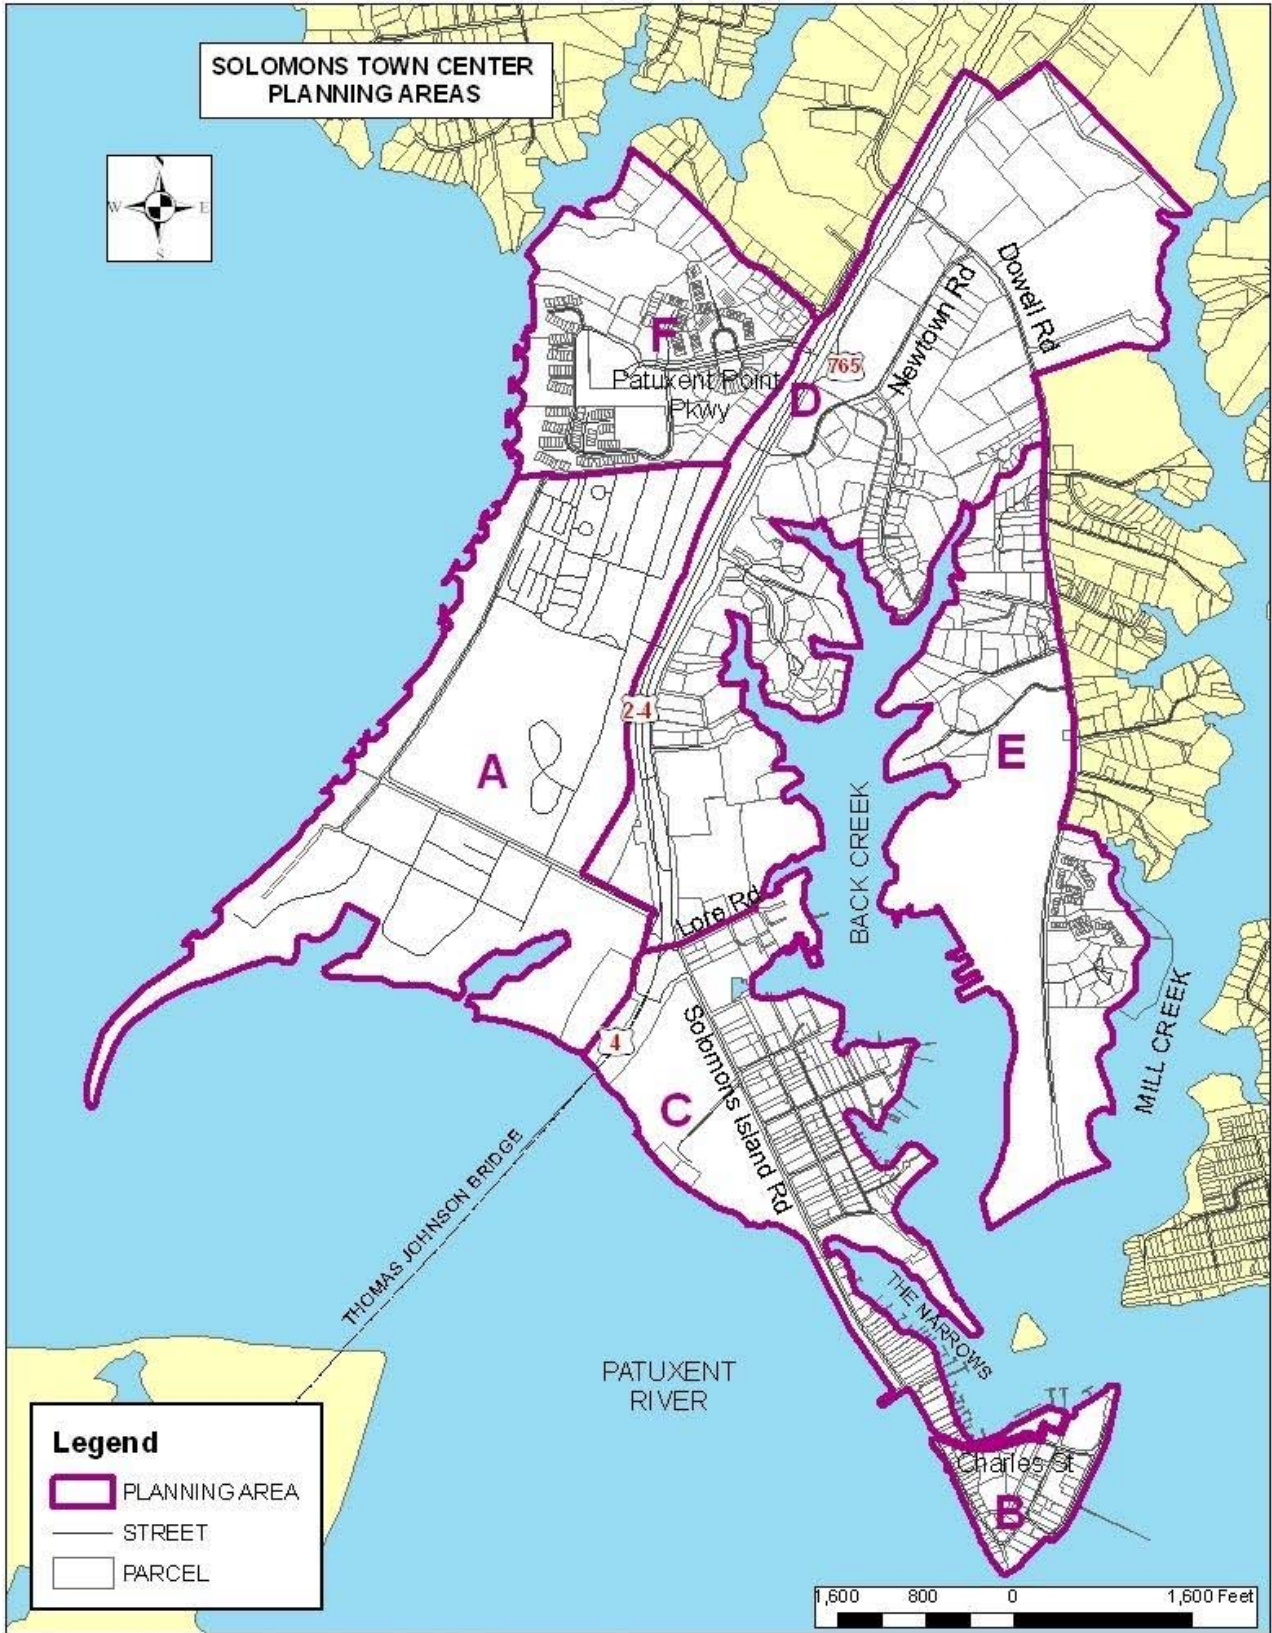 SOLOMONS TOWN CENTER
PLANNING AREAS
N
W
E
S
F
Patuxent Point
Pkwy
765
D
Newtown Rd
Dowell Rd
2-4
A
E
BACK CREEK
Lore Rd
4
Solomons Island Rd
C
MILL CREEK
THOMAS JOHNSON BRIDGE
THE NARROWS
PATUXENT
RIVER
Charles St
B
Legend
PLANNING AREA
STREET
PARCEL
1,600 800 0 1,600 Feet